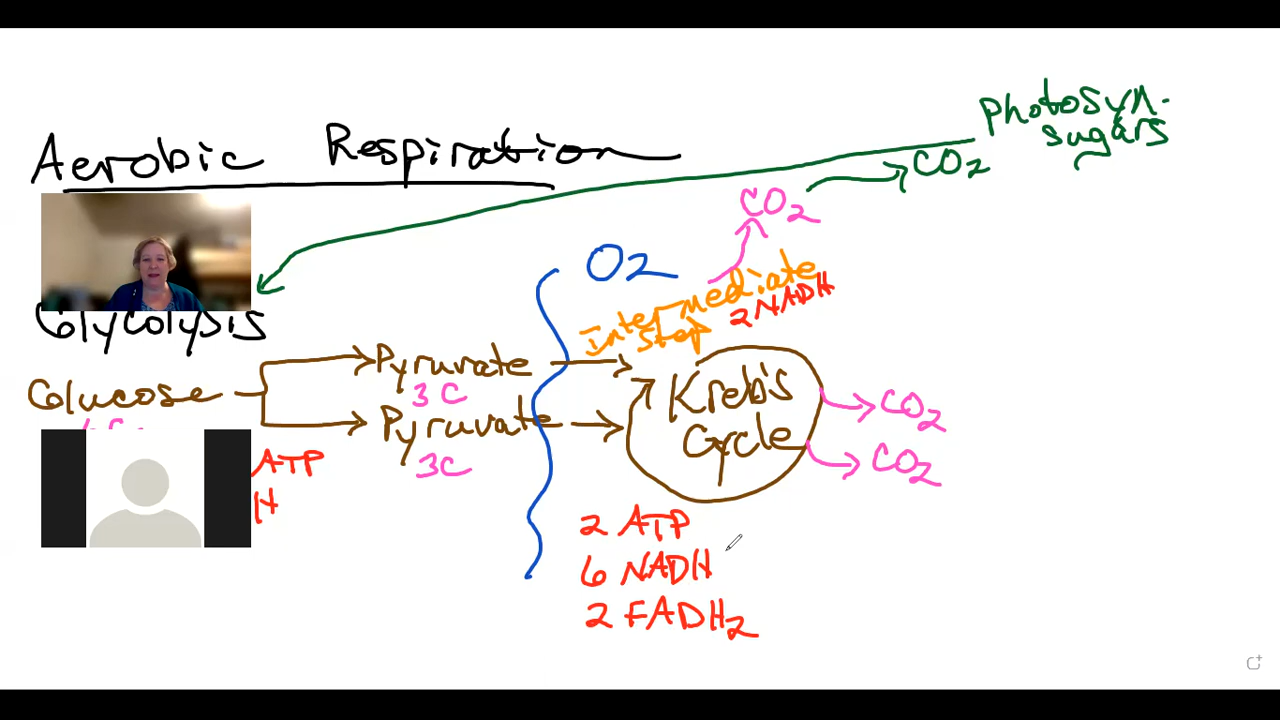 Aerobic Respiration
Photosyn-
sugars
CO2
CO2
O2
Intermediate
Step
2 NADH
Glycolysis
Glucose
Pyruvate
3C
Pyruvate
3C
Kreb's
Cycle
CO2
CO2
ATP
H
2 ATP
6 NADH
2 FADH2